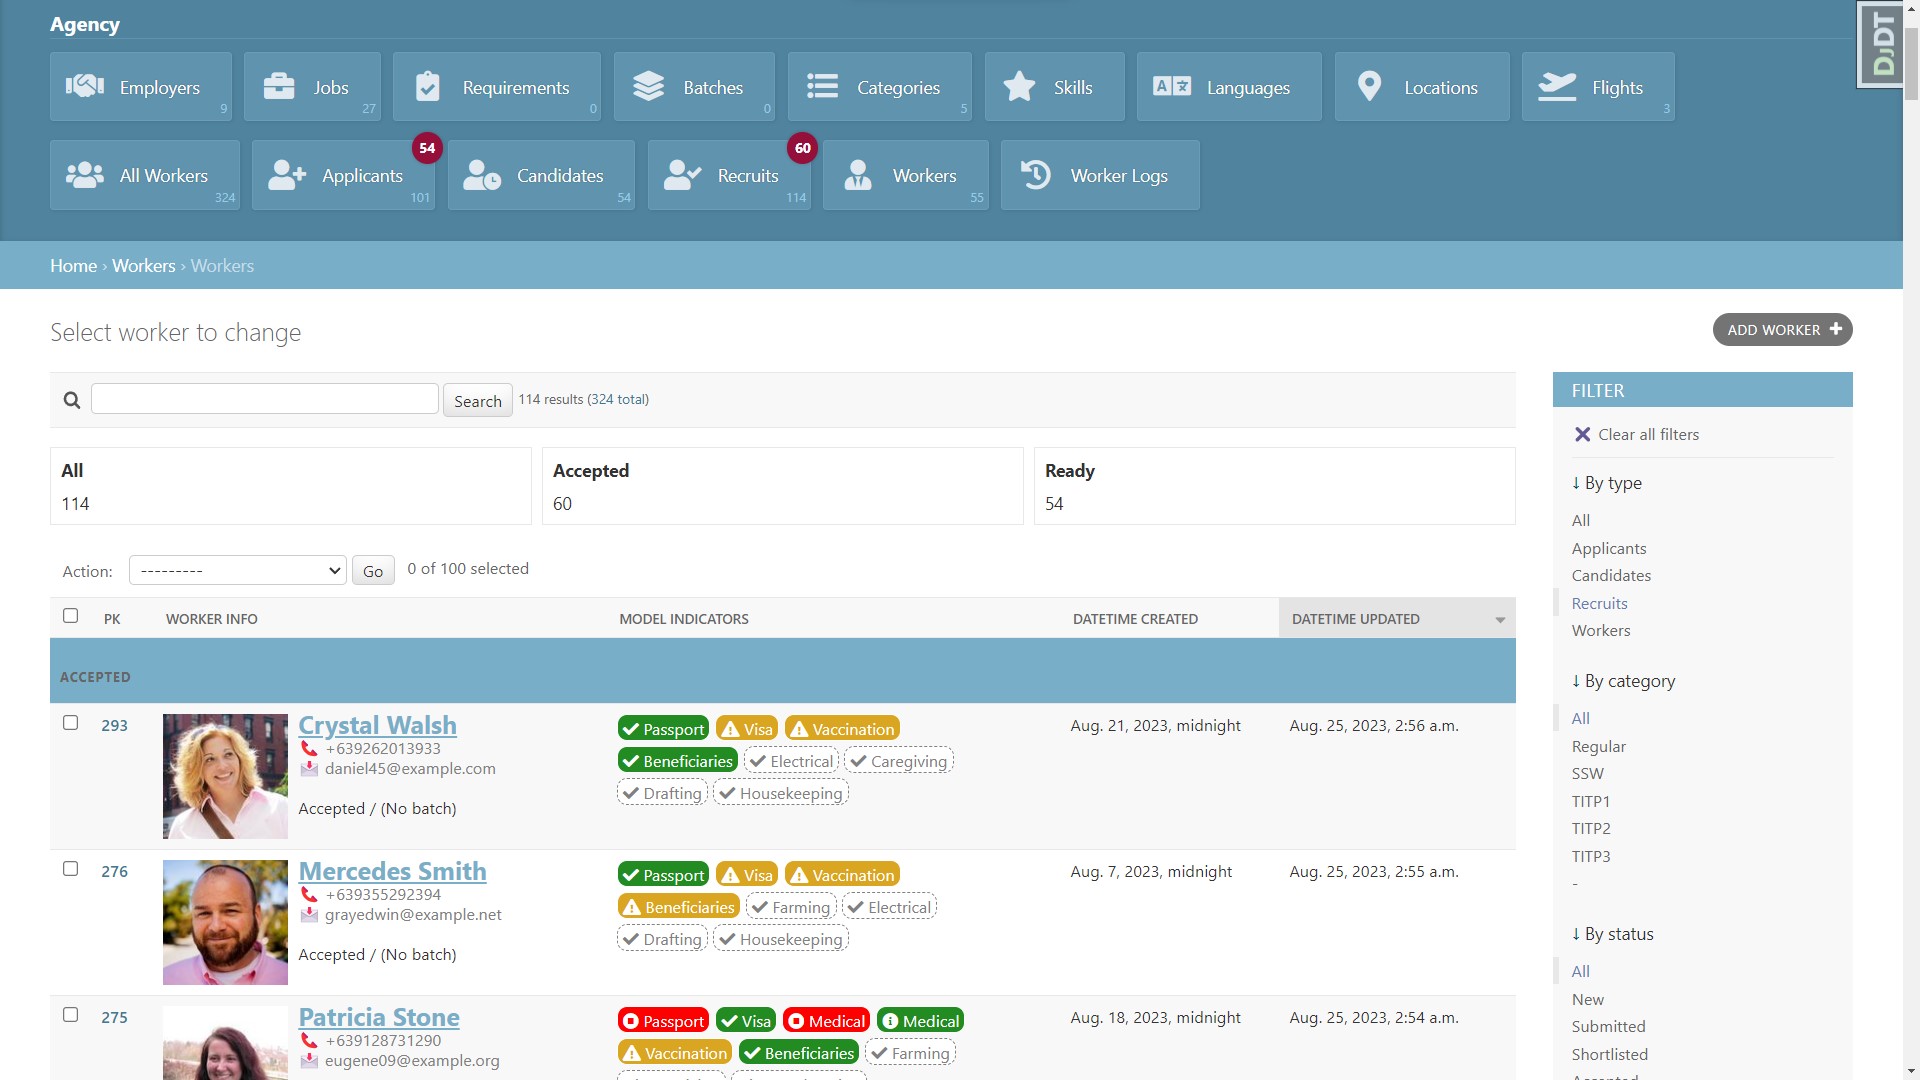 Agency
DJDT
Employers 9
Jobs 27
Requirements 0
Batches 0
Categories 5
Skills
Languages
Locations
Flights 3
All Workers 324
Applicants 101 54
Candidates 54
Recruits 114 60
Workers 55
Worker Logs
Home › Workers › Workers
Select worker to change
ADD WORKER +
Search 114 results (324 total)
All
114
Accepted
60
Ready
54
Action: --------- Go 0 of 100 selected
PK WORKER INFO MODEL INDICATORS DATETIME CREATED DATETIME UPDATED
ACCEPTED
293 Crystal Walsh
+639262013933
daniel45@example.com
Accepted / (No batch)
Passport Visa Vaccination
Beneficiaries Electrical Caregiving
Drafting Housekeeping
Aug. 21, 2023, midnight
Aug. 25, 2023, 2:56 a.m.
276 Mercedes Smith
+639355292394
grayedwin@example.net
Accepted / (No batch)
Passport Visa Vaccination
Beneficiaries Farming Electrical
Drafting Housekeeping
Aug. 7, 2023, midnight
Aug. 25, 2023, 2:55 a.m.
275 Patricia Stone
+639128731290
eugene09@example.org
Passport Visa Medical Medical
Vaccination Beneficiaries Farming
Aug. 18, 2023, midnight
Aug. 25, 2023, 2:54 a.m.
FILTER
Clear all filters
↓ By type
All
Applicants
Candidates
Recruits
Workers
↓ By category
All
Regular
SSW
TITP1
TITP2
TITP3
-
↓ By status
All
New
Submitted
Shortlisted